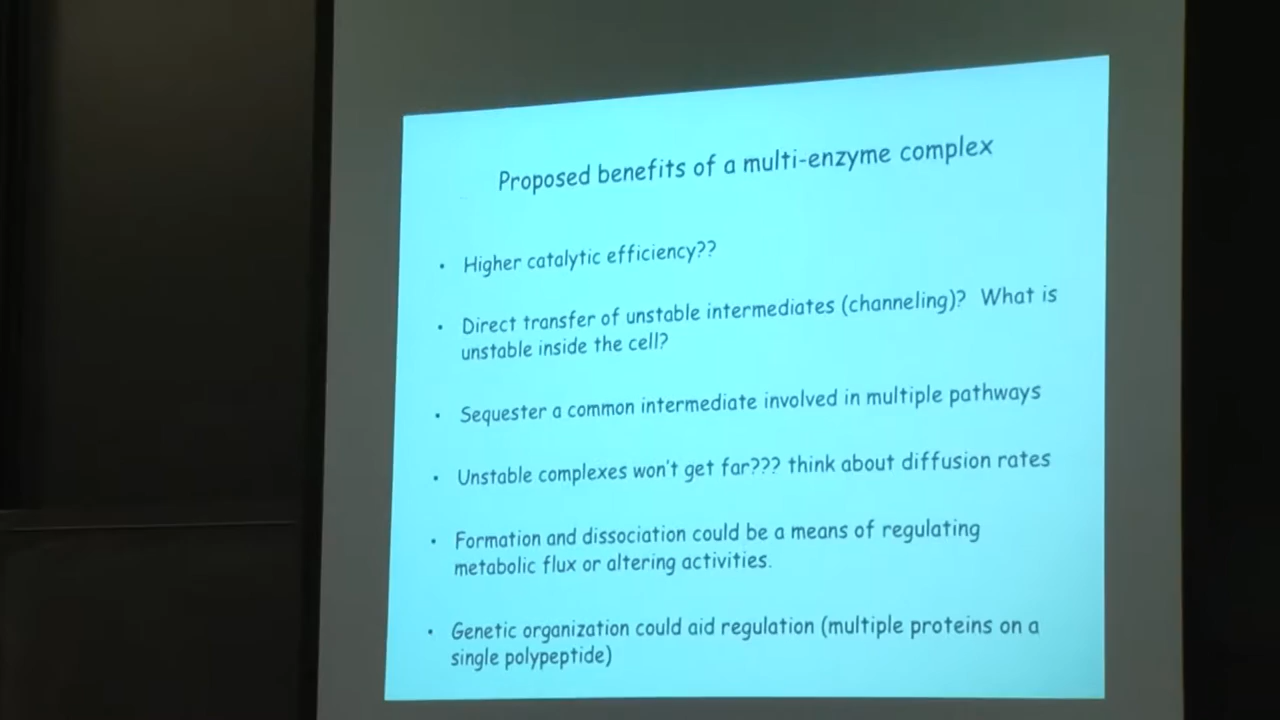 Proposed benefits of a multi-enzyme complex
• Higher catalytic efficiency??
• Direct transfer of unstable intermediates (channeling)? What is
unstable inside the cell?
• Sequester a common intermediate involved in multiple pathways
• Unstable complexes won't get far??? think about diffusion rates
• Formation and dissociation could be a means of regulating
metabolic flux or altering activities.
• Genetic organization could aid regulation (multiple proteins on a
single polypeptide)